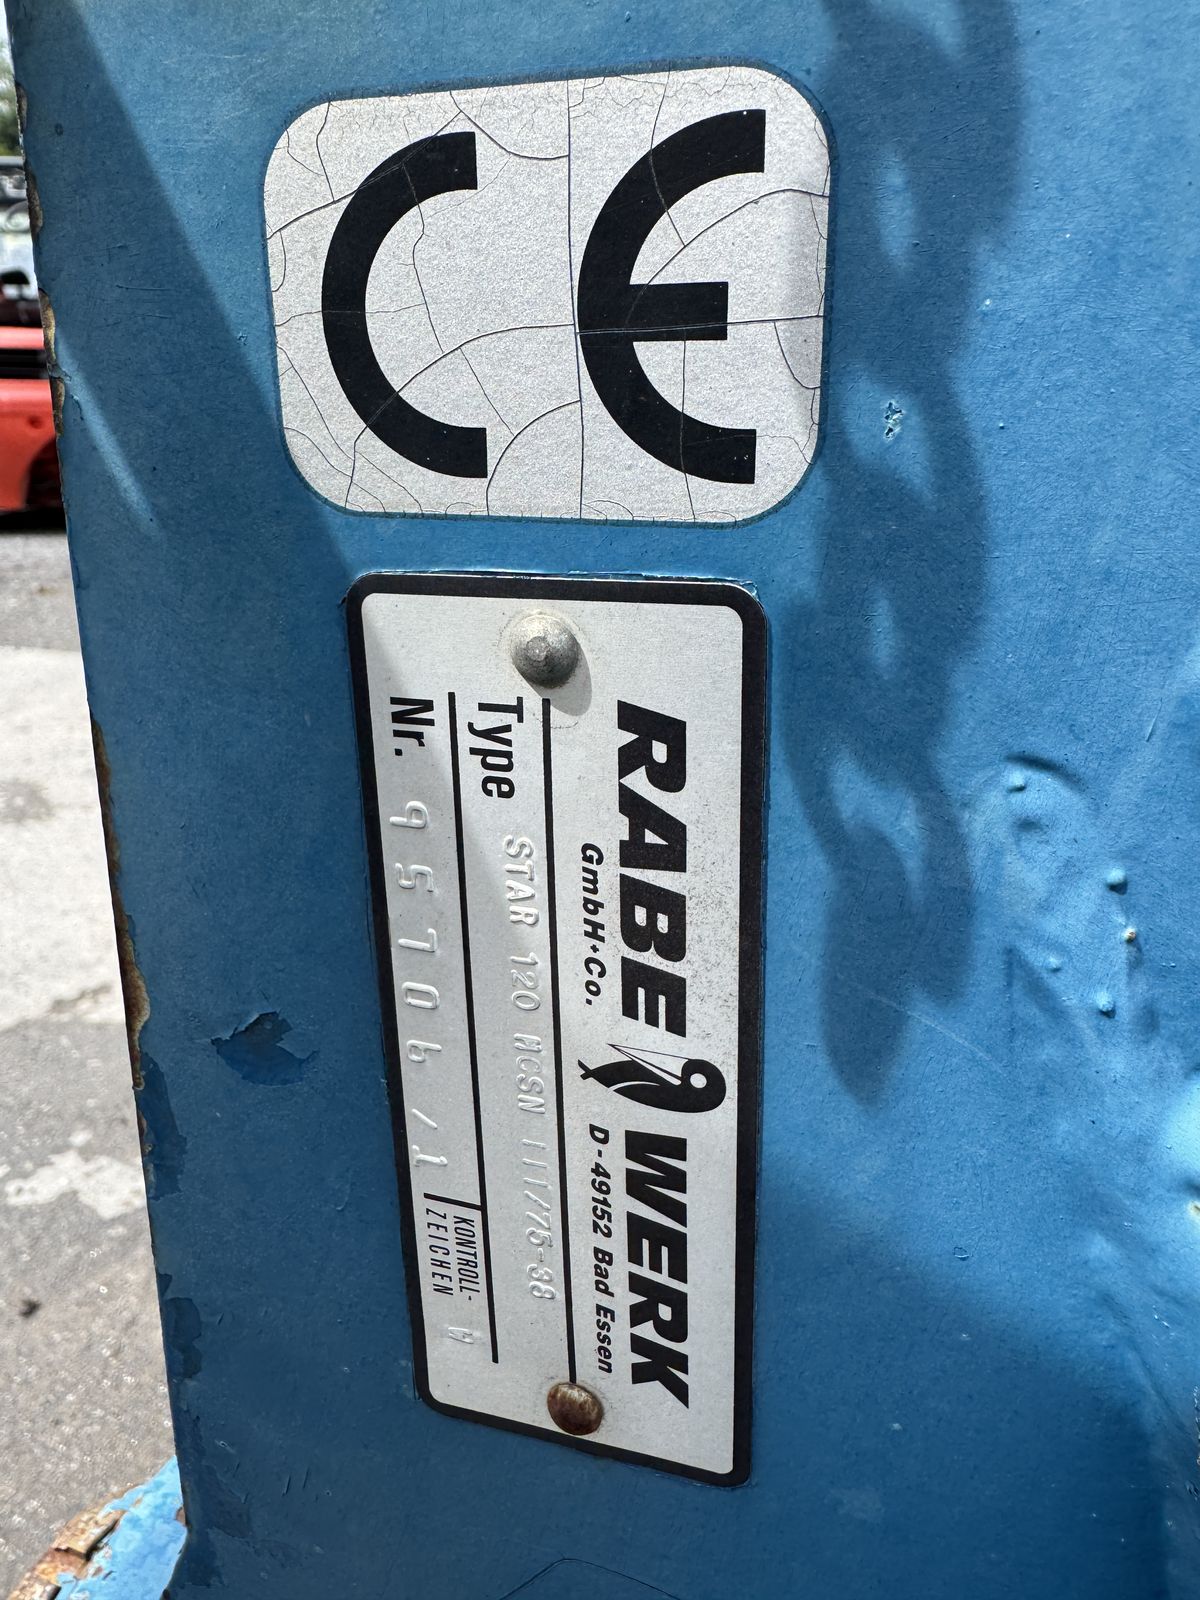 CE
RABE WERK
GmbH+Co. D-49152 Bad Essen
Type STAR 120 MCSN III/75-38
Nr. 95706/1
KONTROLL-
ZEICHEN W